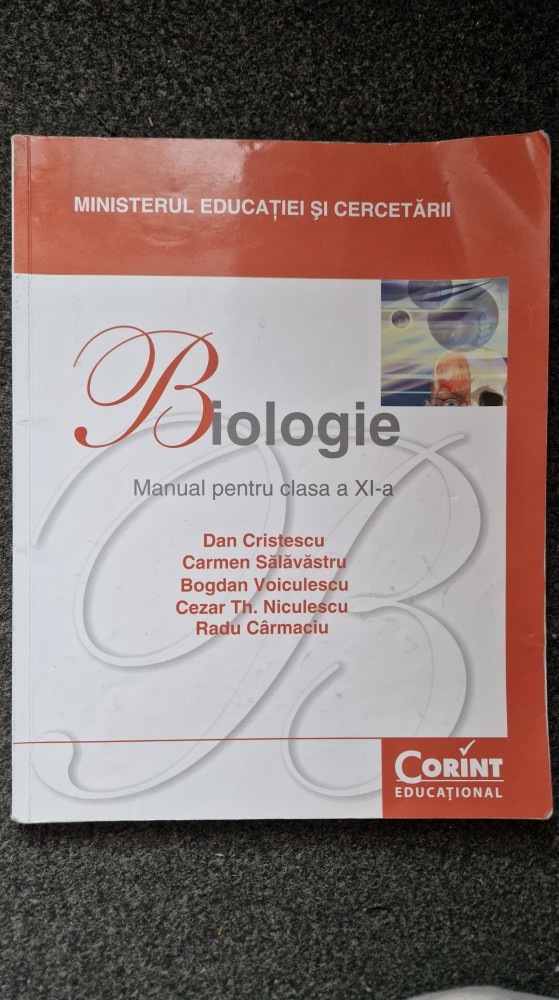 MINISTERUL EDUCAȚIEI ȘI CERCETĂRII
Biologie
Manual pentru clasa a XI-a
Dan Cristescu
Carmen Sălăvăstru
Bogdan Voiculescu
Cezar Th. Niculescu
Radu Cârmaciu
CORINT
EDUCAȚIONAL